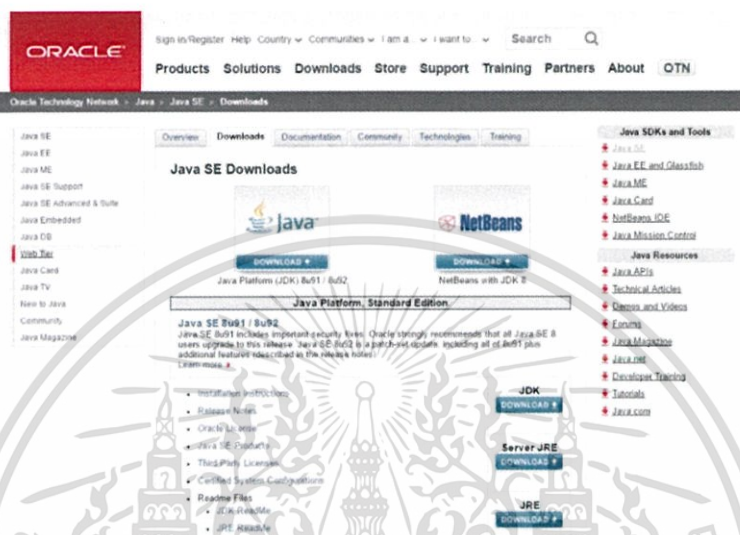 ORACLE
Sign in/Register Help Country Communities I am a... I want to... Search
Products Solutions Downloads Store Support Training Partners About OTN
Oracle Technology Network > Java > Java SE > Downloads
Java SE
Java EE
Java ME
Java SE Support
Java SE Advanced & Suite
Java Embedded
Java DB
Web Tier
Java Card
Java TV
New to Java
Community
Java Magazine
Overview Downloads Documentation Community Technologies Training
Java SE Downloads
Java
NetBeans
DOWNLOAD
DOWNLOAD
Java Platform (JDK) 8u91 / 8u92
NetBeans with JDK 8
Java Platform, Standard Edition
Java SE 8u91 / 8u92
Java SE 8u91 includes important security fixes. Oracle strongly recommends that all Java SE 8
users upgrade to this release. Java SE 8u92 is a patch-set update, including all of 8u91 plus
additional features (described in the release notes).
Learn more
Installation Instructions
Release Notes
Oracle License
Java SE Products
Third Party Licenses
Certified System Configurations
Readme Files
JDK ReadMe
JRE ReadMe
JDK
DOWNLOAD
Server JRE
DOWNLOAD
JRE
DOWNLOAD
Java SDKs and Tools
Java SE
Java EE and Glassfish
Java ME
Java Card
NetBeans IDE
Java Mission Control
Java Resources
Java APIs
Technical Articles
Demos and Videos
Forums
Java Magazine
Java.net
Developer Training
Tutorials
Java.com